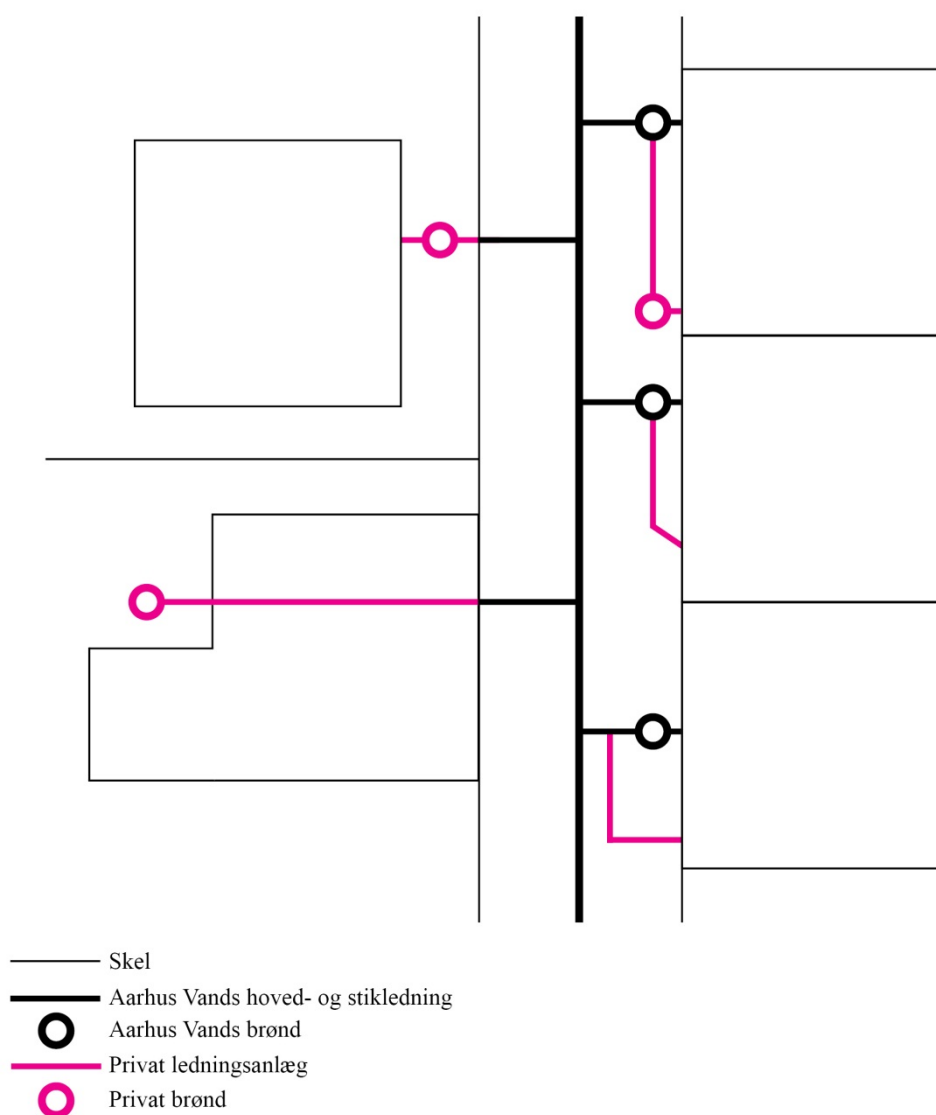 Skel
Aarhus Vands hoved- og stikledning
Aarhus Vands brønd
Privat ledningsanlæg
Privat brønd